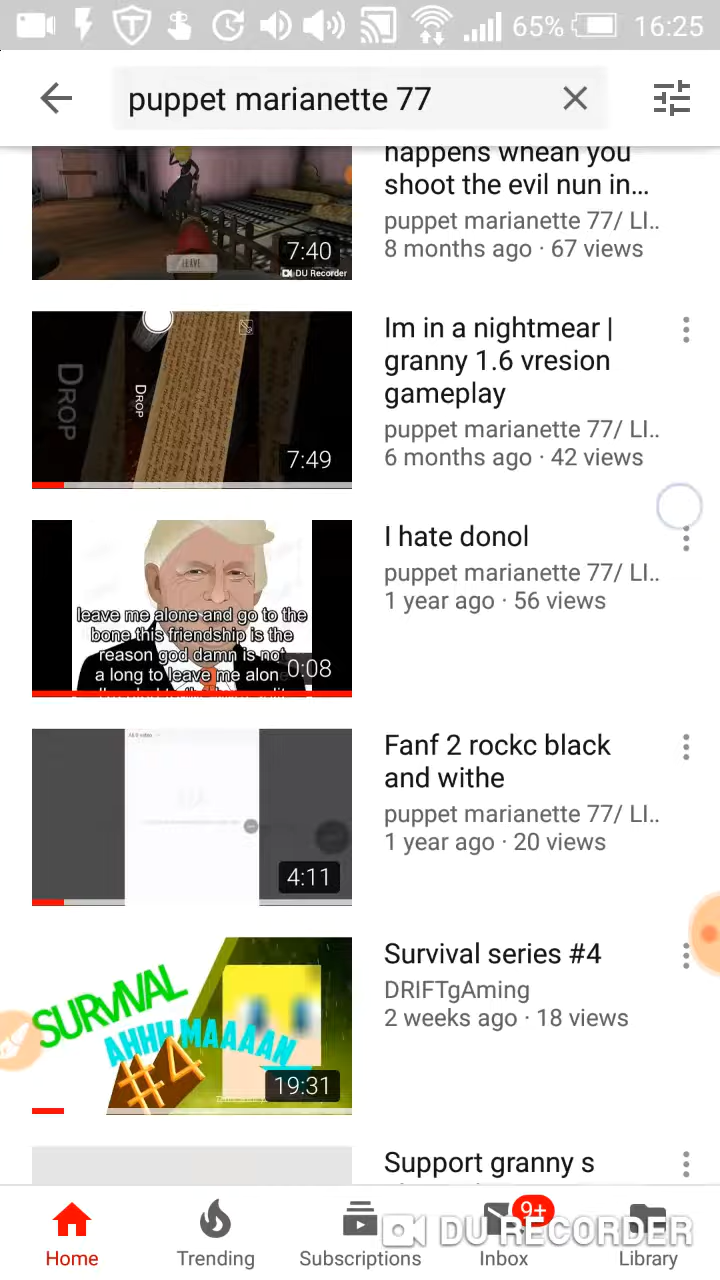 65% 16:25
puppet marianette 77
happens whean you
shoot the evil nun in...
puppet marianette 77/ LI..
8 months ago · 67 views
LEAVE
7:40
DU Recorder
Im in a nightmear |
granny 1.6 vresion
gameplay
puppet marianette 77/ LI..
6 months ago · 42 views
DROP
DROP
7:49
I hate donol
puppet marianette 77/ LI..
1 year ago · 56 views
leave me alone and go to the
bone this friendship is the
reason god damn is not
a long to leave me alon
0:08
Fanf 2 rockc black
and withe
puppet marianette 77/ LI..
1 year ago · 20 views
4:11
Survival series #4
DRIFTgAming
2 weeks ago · 18 views
SURVIVAL
AHHH MAAAAN
#4
19:31
Support granny s
9+
DU RECORDER
Home Trending Subscriptions Inbox Library